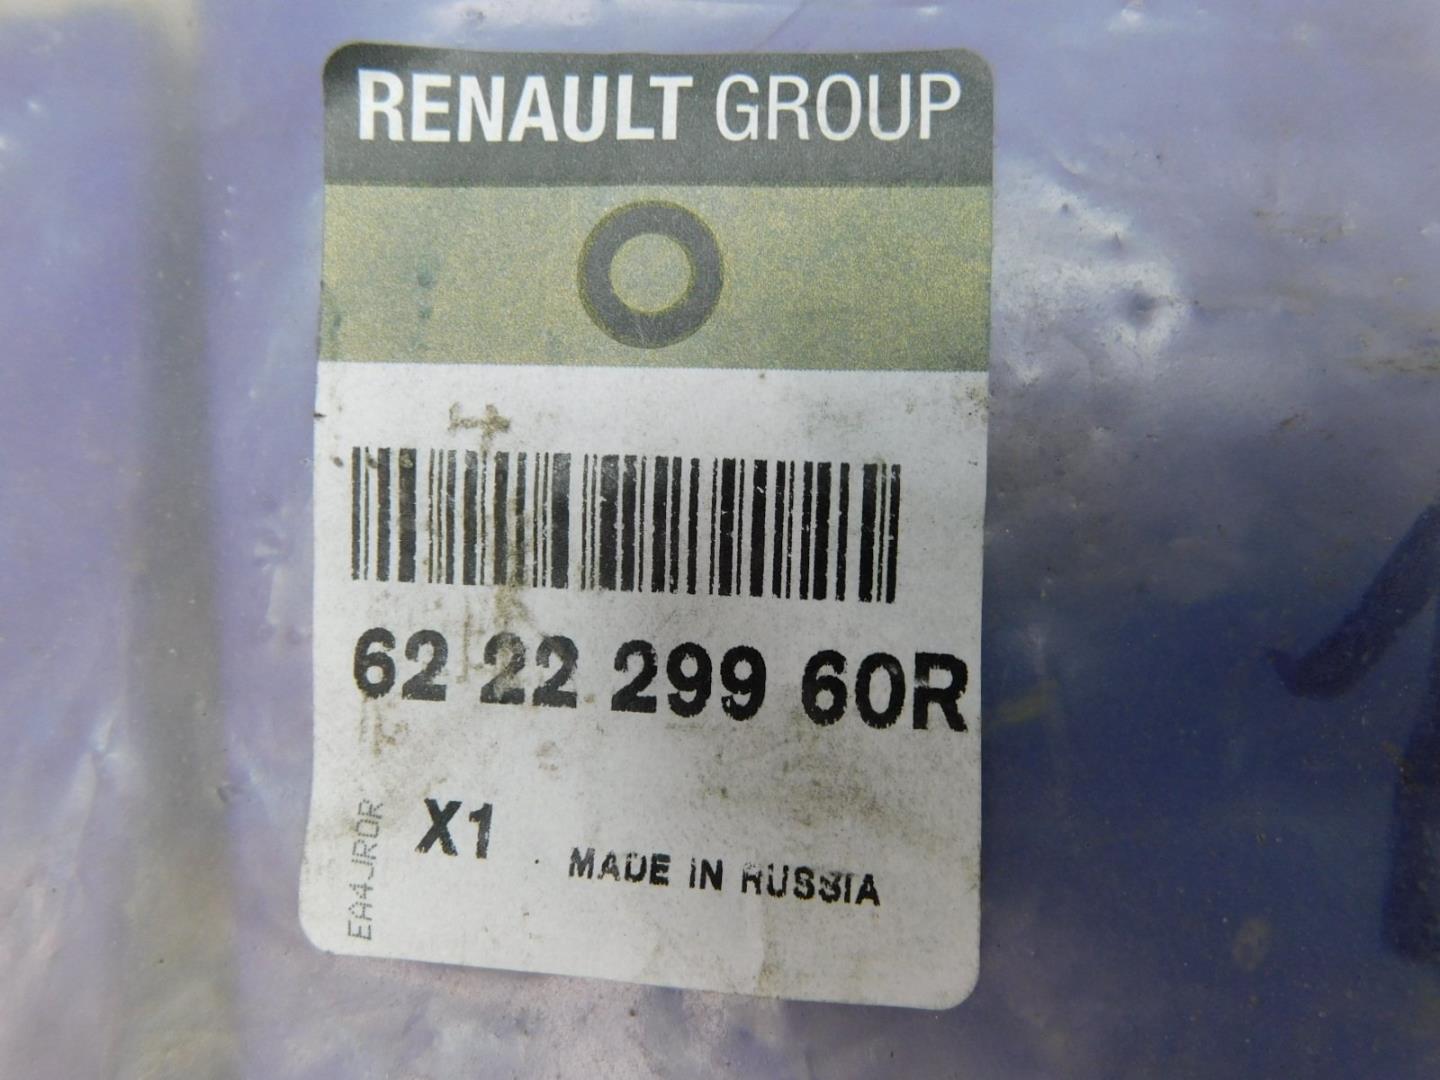 RENAULT GROUP
62 22 299 60R
X1
MADE IN RUSSIA
EA4JROR